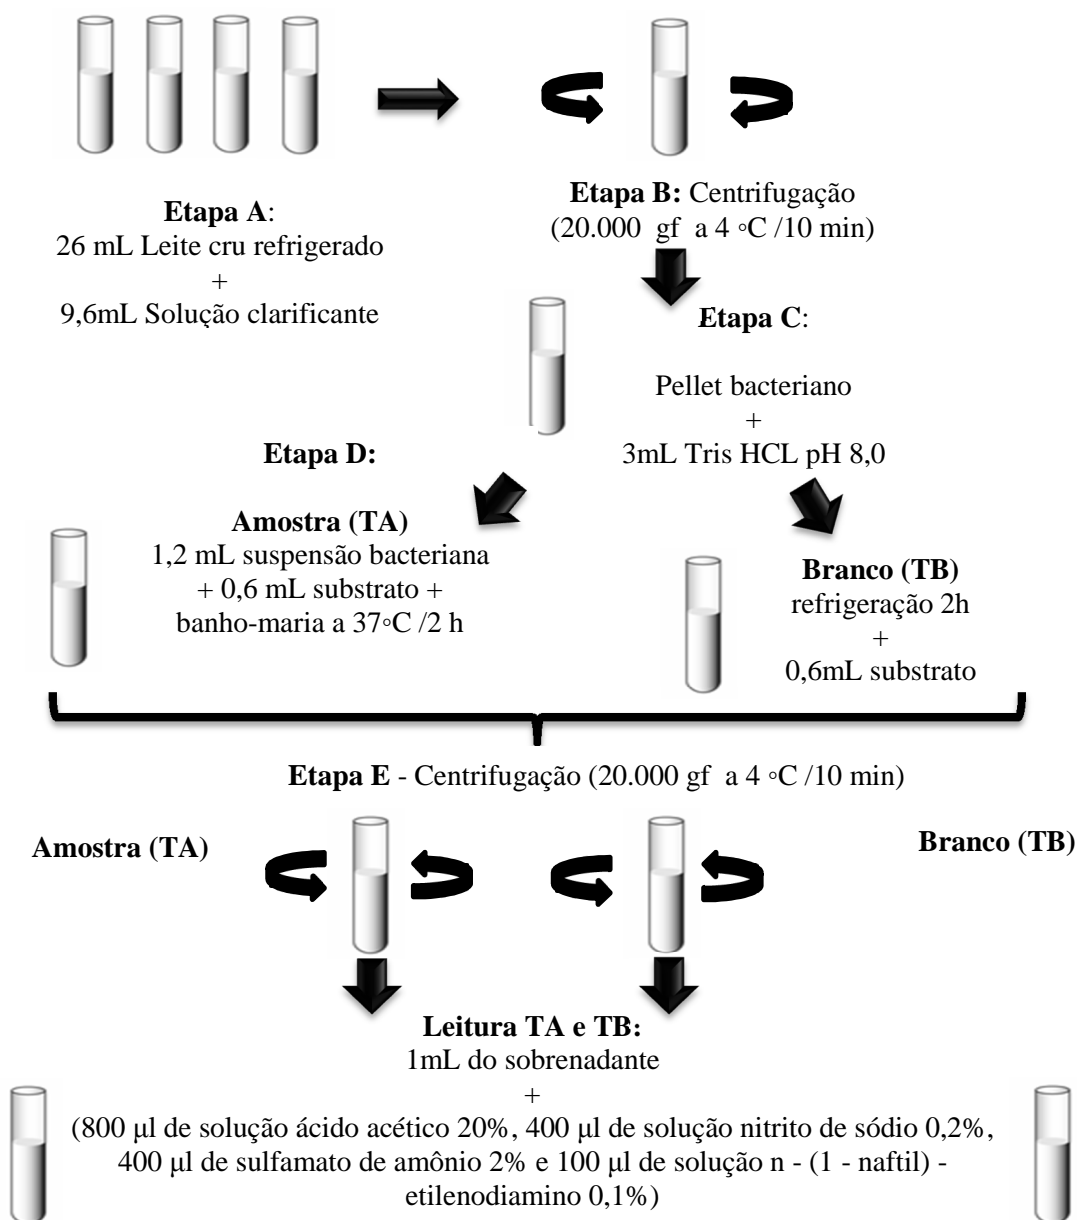 Etapa A:
26 mL Leite cru refrigerado
+
9,6mL Solução clarificante
Etapa B: Centrifugação
(20.000 gf a 4 ◦C /10 min)
Etapa C:
Pellet bacteriano
+
3mL Tris HCL pH 8,0
Etapa D:
Amostra (TA)
1,2 mL suspensão bacteriana
+ 0,6 mL substrato +
banho-maria a 37◦C /2 h
Branco (TB)
refrigeração 2h
+
0,6mL substrato
Etapa E - Centrifugação (20.000 gf a 4 ◦C /10 min)
Amostra (TA)
Branco (TB)
Leitura TA e TB:
1mL do sobrenadante
+
(800 µl de solução ácido acético 20%, 400 µl de solução nitrito de sódio 0,2%,
400 µl de sulfamato de amônio 2% e 100 µl de solução n - (1 - naftil) -
etilenodiamino 0,1%)